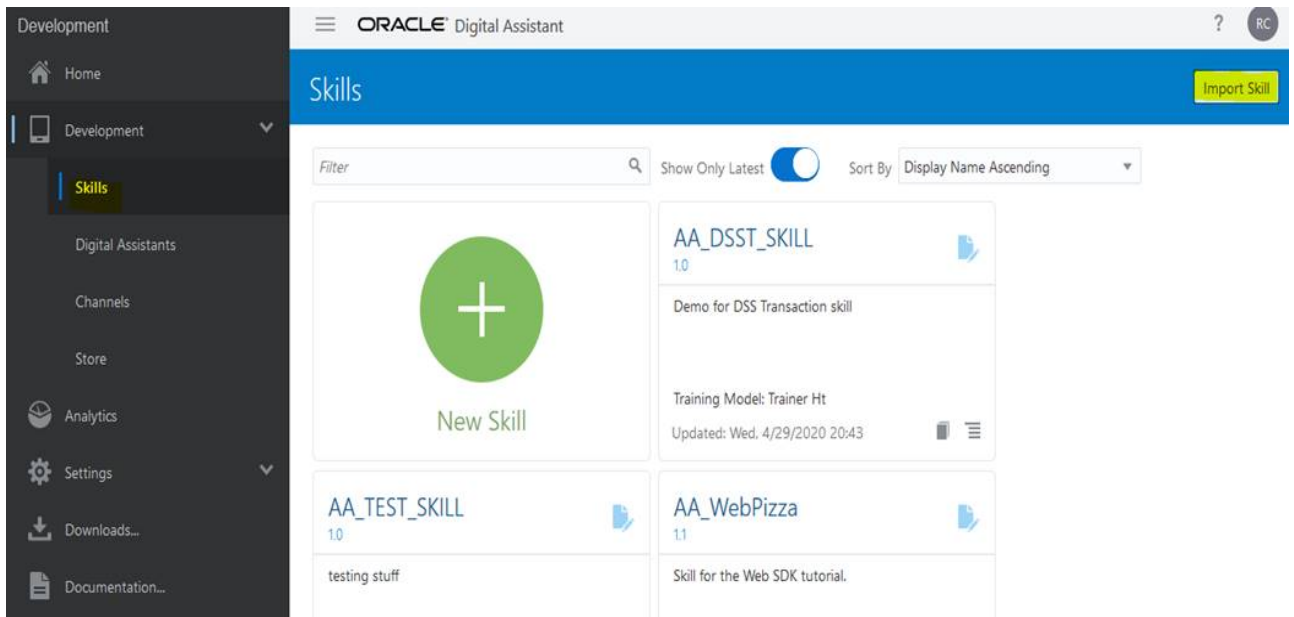 Development
ORACLE Digital Assistant
?
RC
Home
Development
Skills
Digital Assistants
Channels
Store
Analytics
Settings
Downloads...
Documentation...
Skills
Import Skill
Filter
Show Only Latest
Sort By
Display Name Ascending
New Skill
AA_DSST_SKILL
1.0
Demo for DSS Transaction skill
Training Model: Trainer Ht
Updated: Wed, 4/29/2020 20:43
AA_TEST_SKILL
1.0
testing stuff
AA_WebPizza
1.1
Skill for the Web SDK tutorial.